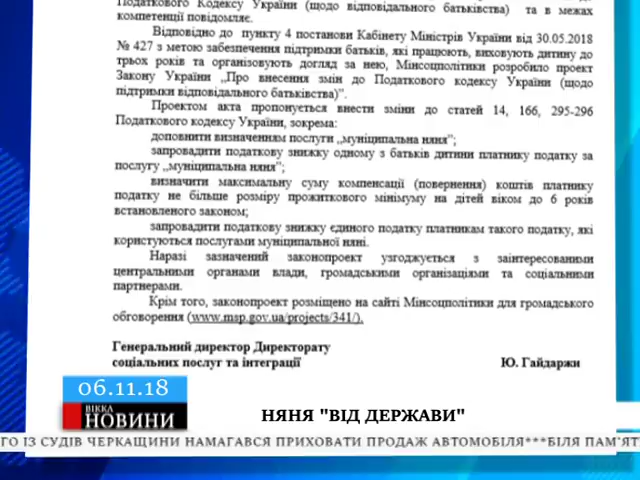 Податкового Кодексу України (щодо відповідального батьківства) та в межах
компетенції повідомляє.
Відповідно до пункту 4 постанови Кабінету Міністрів України від 30.05.2018
№ 427 з метою забезпечення підтримки батьків, які працюють, виховують дитину до
трьох років та організовують догляд за нею, Мінсоцполітики розроблено проект
Закону України „Про внесення змін до Податкового кодексу України (щодо
підтримки відповідального батьківства)”.
Проектом акта пропонується внести зміни до статей 14, 166, 295-296
Податкового кодексу України, зокрема:
доповнити визначенням послуги „муніципальна няня”;
запровадити податкову знижку одному з батьків дитини платнику податку за
послугу „муніципальна няня”;
визначити максимальну суму компенсації (повернення) коштів платнику
податку не більше розміру прожиткового мінімуму на дітей віком до 6 років
встановленого законом;
запровадити податкову знижку єдиного податку платникам такого податку, які
користуються послугами муніципальної няні.
Наразі зазначений законопроект узгоджується з заінтересованими
центральними органами влади, громадськими організаціями та соціальними
партнерами.
Крім того, законопроект розміщено на сайті Мінсоцполітики для громадського
обговорення (www.msp.gov.ua/projects/341/).
Генеральний директор Директорату
соціальних послуг та інтеграції Ю. Гайдаржи
06.11.18
ВІККА
НОВИНИ
НЯНЯ "ВІД ДЕРЖАВИ"
ГО ІЗ СУДІВ ЧЕРКАЩИНИ НАМАГАВСЯ ПРИХОВАТИ ПРОДАЖ АВТОМОБІЛЯ***БІЛЯ ПАМ'ЯТ